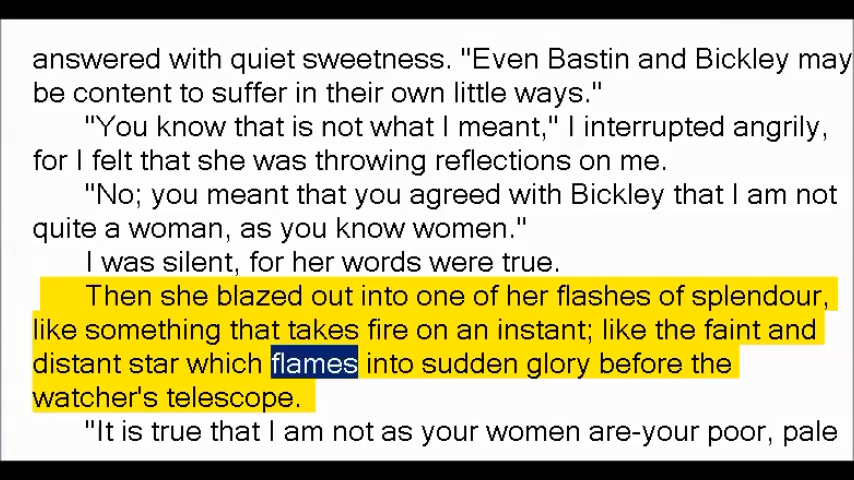 answered with quiet sweetness. "Even Bastin and Bickley may
be content to suffer in their own little ways."
"You know that is not what I meant," I interrupted angrily,
for I felt that she was throwing reflections on me.
"No; you meant that you agreed with Bickley that I am not
quite a woman, as you know women."
I was silent, for her words were true.
Then she blazed out into one of her flashes of splendour,
like something that takes fire on an instant; like the faint and
distant star which flames into sudden glory before the
watcher's telescope.
"It is true that I am not as your women are-your poor, pale